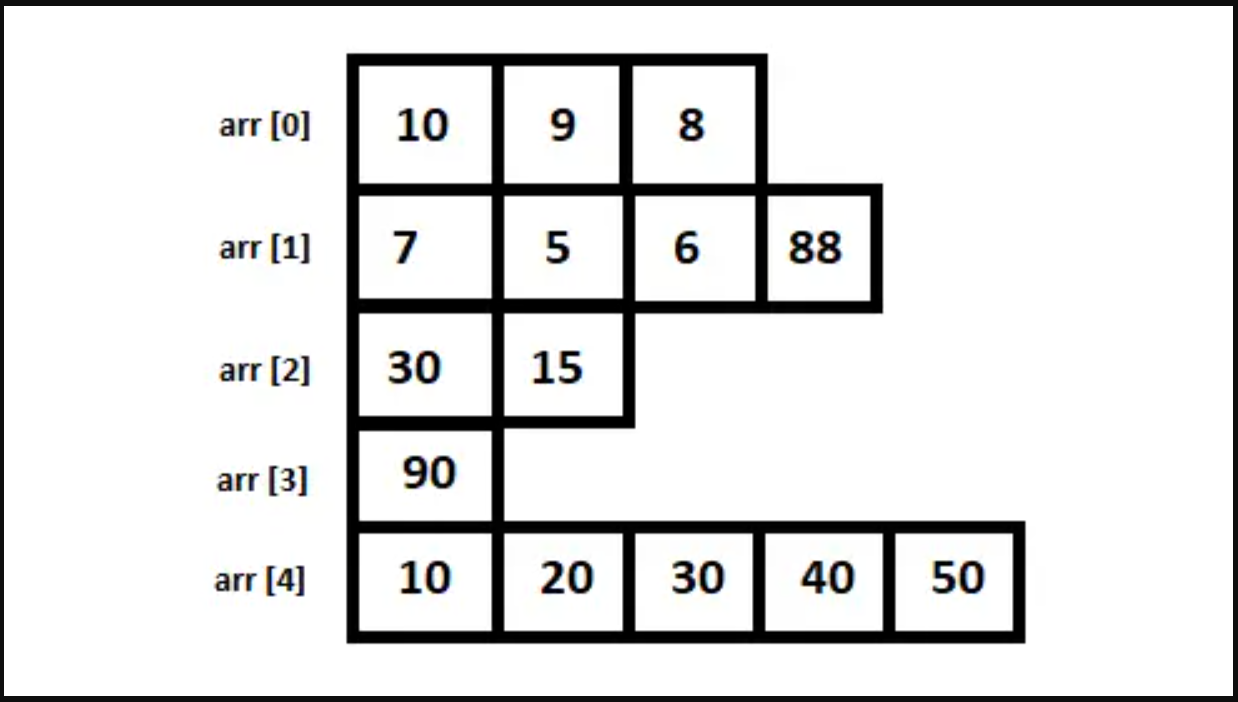 arr [0] 10 9 8
arr [1] 7 5 6 88
arr [2] 30 15
arr [3] 90
arr [4] 10 20 30 40 50